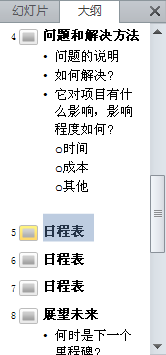 幻灯片 大纲
4 问题和解决方法
• 问题的说明
• 如何解决?
• 它对项目有什
么影响，影响
程度如何?
o时间
o成本
o其他
5 日程表
6 日程表
7 日程表
8 展望未来
• 何时是下一个
里程碑?